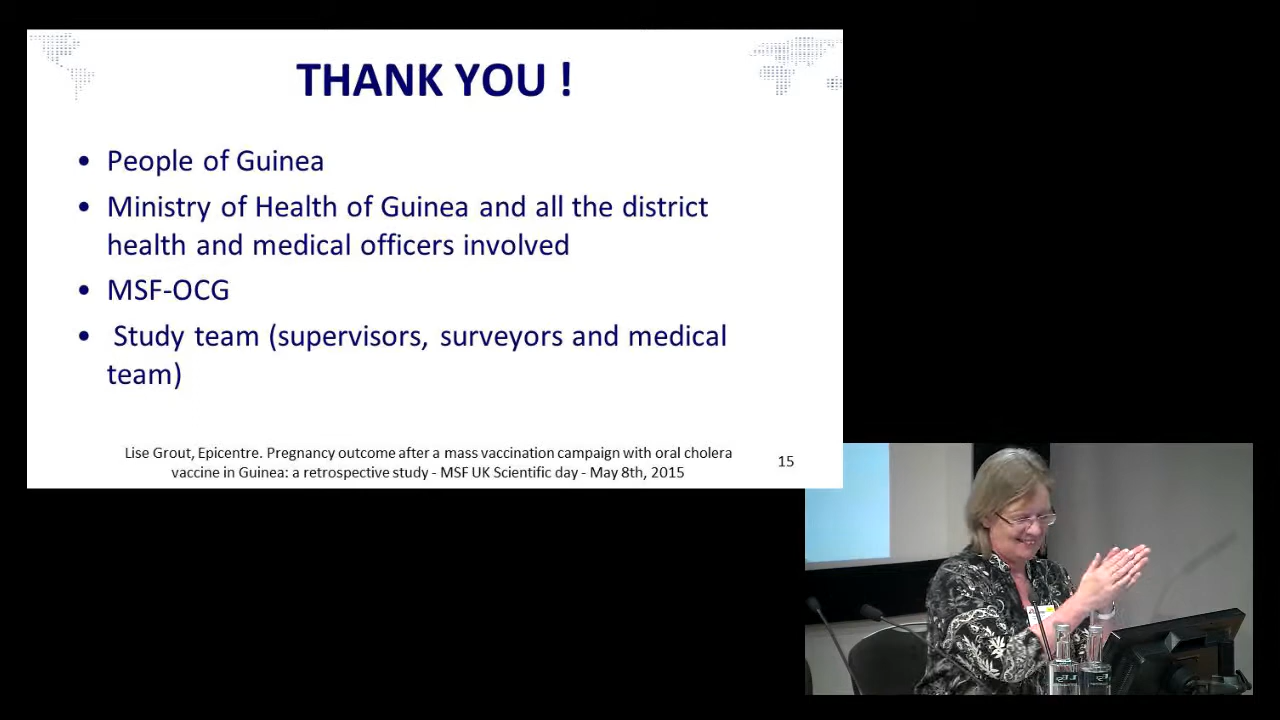 THANK YOU !
• People of Guinea
• Ministry of Health of Guinea and all the district
health and medical officers involved
• MSF-OCG
• Study team (supervisors, surveyors and medical
team)
Lise Grout, Epicentre. Pregnancy outcome after a mass vaccination campaign with oral cholera
vaccine in Guinea: a retrospective study - MSF UK Scientific day - May 8th, 2015
15